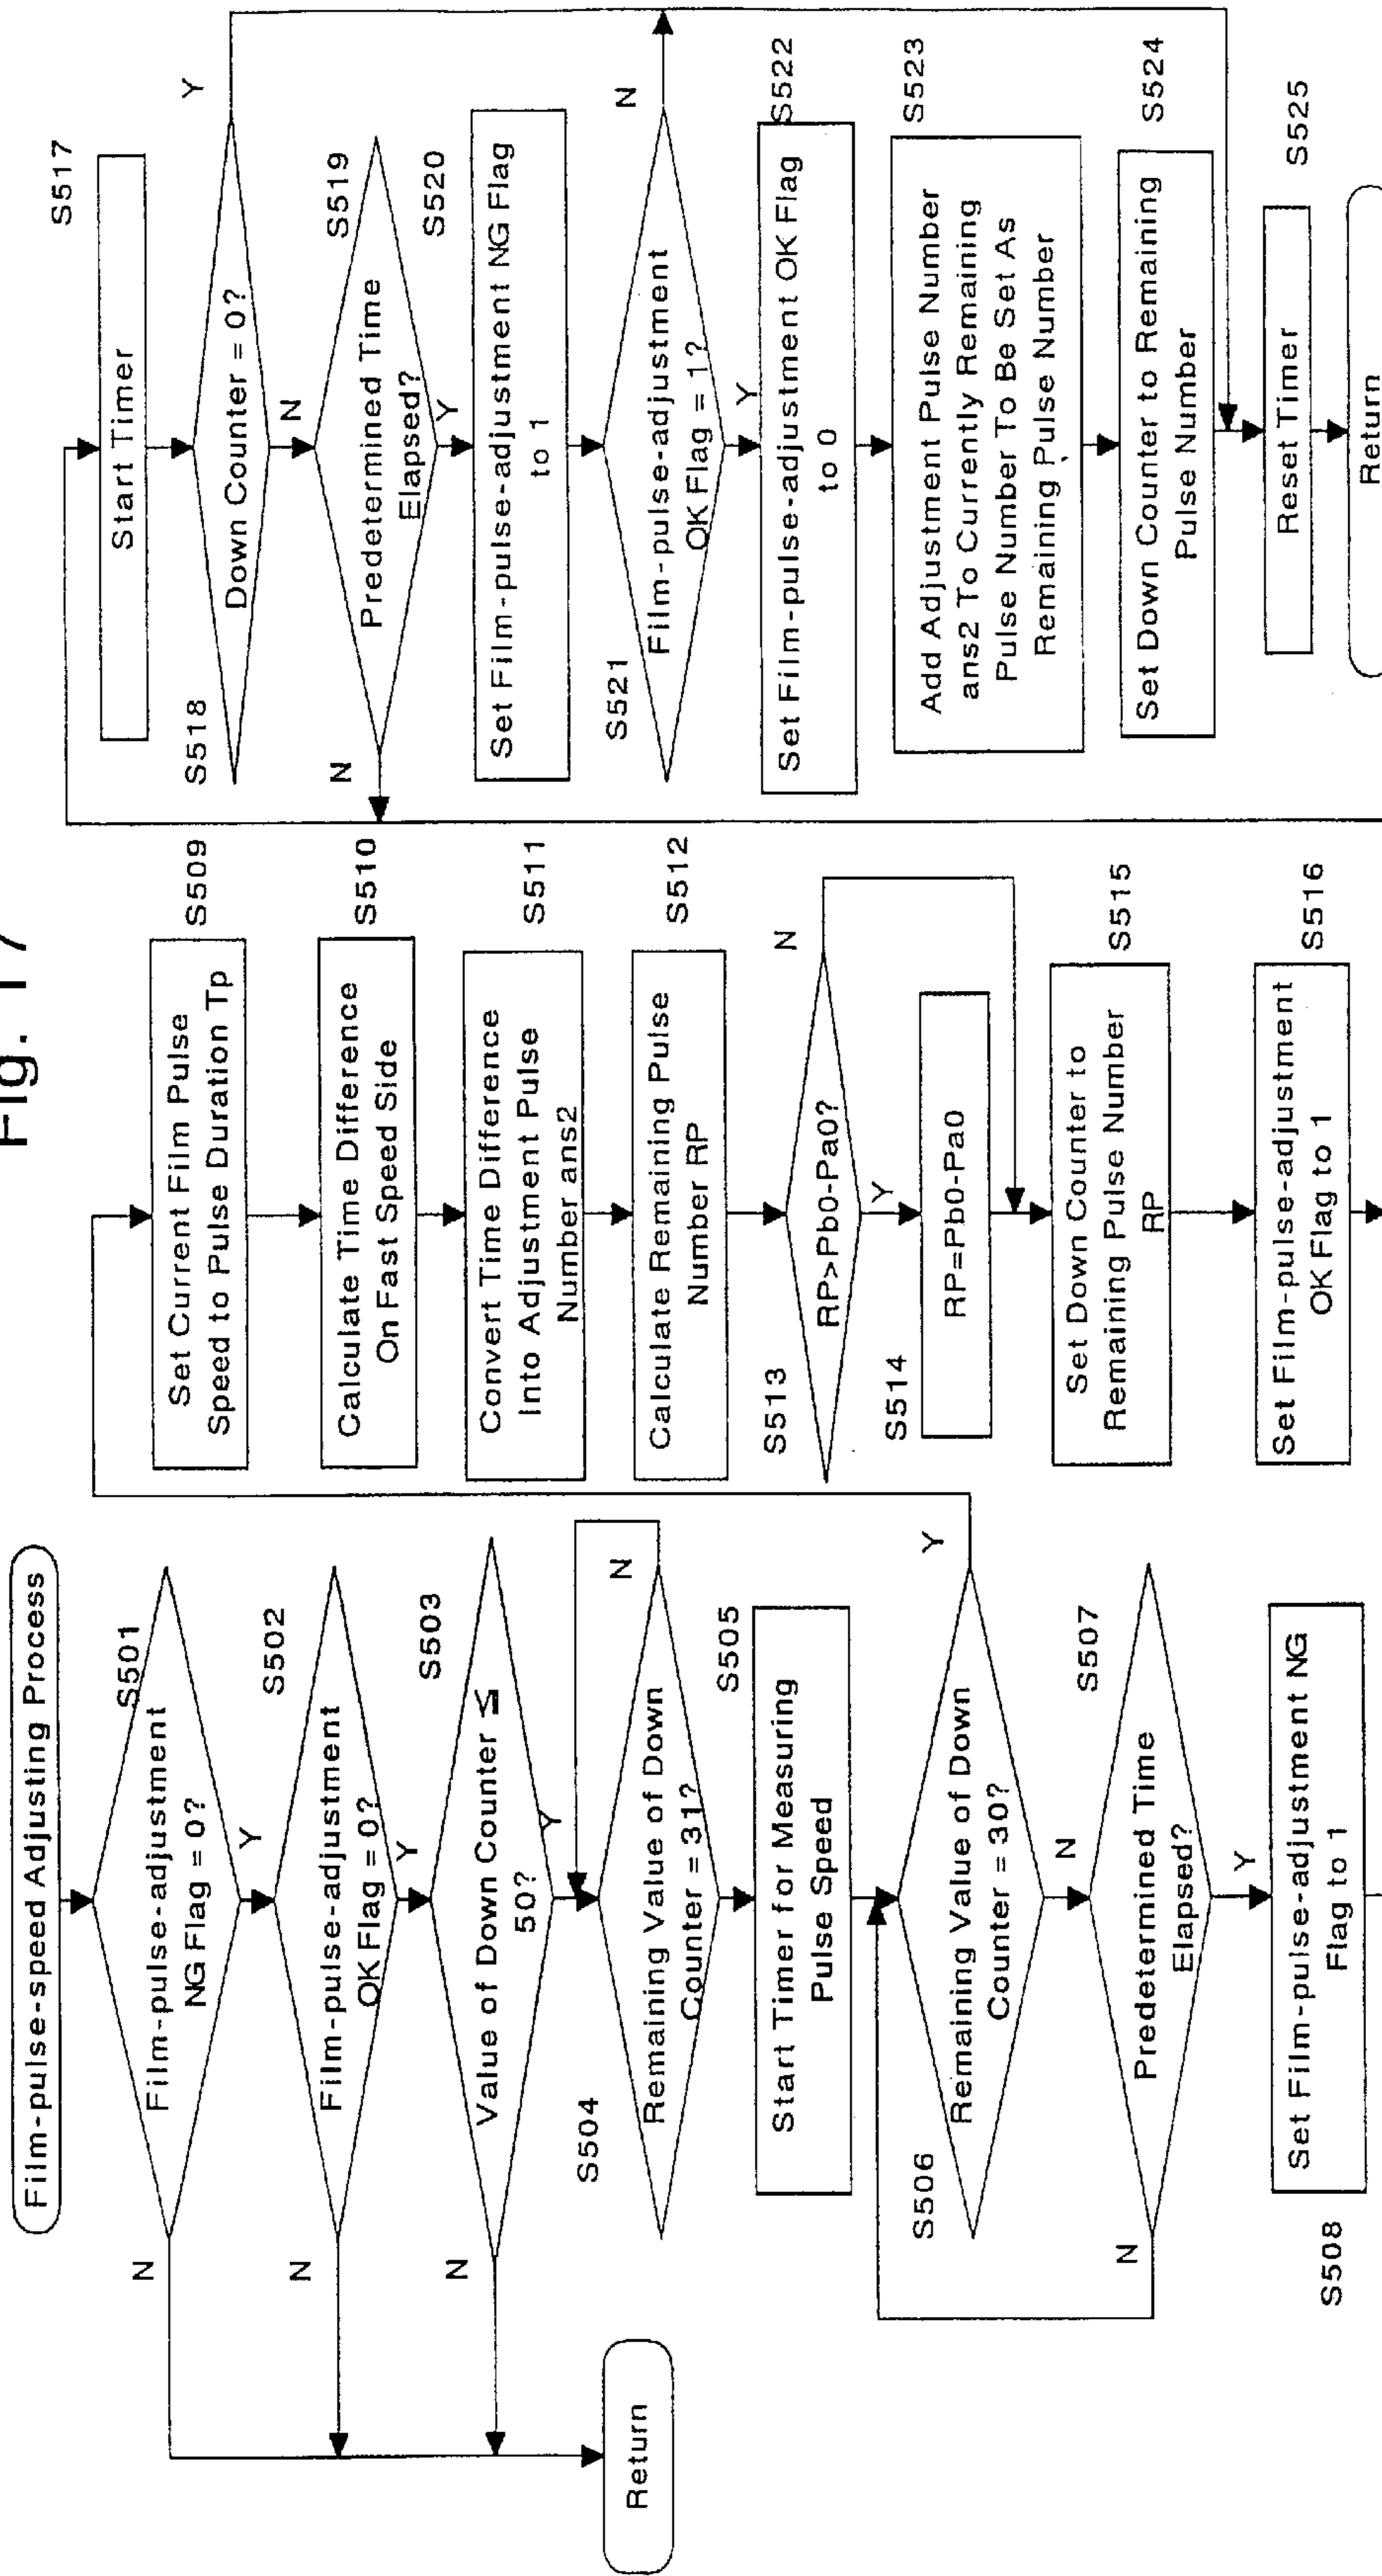 Fig. 17
Film-pulse-speed Adjusting Process
S501
Film-pulse-adjustment
NG Flag = 0?
N
Y
S502
Film-pulse-adjustment
OK Flag = 0?
N
Y
S503
Value of Down Counter ≤
50?
N
Y
S504
Remaining Value of Down
Counter = 31?
N
S505
Start Timer for Measuring
Pulse Speed
S506
Remaining Value of Down
Counter = 30?
Y
N
S507
Predetermined Time
Elapsed?
N
Y
S508
Set Film-pulse-adjustment NG
Flag to 1
Return
S509
Set Current Film Pulse
Speed to Pulse Duration Tp
S510
Calculate Time Difference
On Fast Speed Side
S511
Convert Time Difference
Into Adjustment Pulse
Number ans2
S512
Calculate Remaining Pulse
Number RP
S513
RP>Pb0-Pa0?
N
Y
S514
RP=Pb0-Pa0
S515
Set Down Counter to
Remaining Pulse Number
RP
S516
Set Film-pulse-adjustment
OK Flag to 1
S517
Start Timer
S518
Down Counter = 0?
Y
N
S519
Predetermined Time
Elapsed?
N
Y
S520
Set Film-pulse-adjustment NG Flag
to 1
S521
Film-pulse-adjustment
OK Flag = 1?
N
Y
S522
Set Film-pulse-adjustment OK Flag
to 0
S523
Add Adjustment Pulse Number
ans2 To Currently Remaining
Pulse Number To Be Set As
Remaining Pulse Number
S524
Set Down Counter to Remaining
Pulse Number
S525
Reset Timer
Return